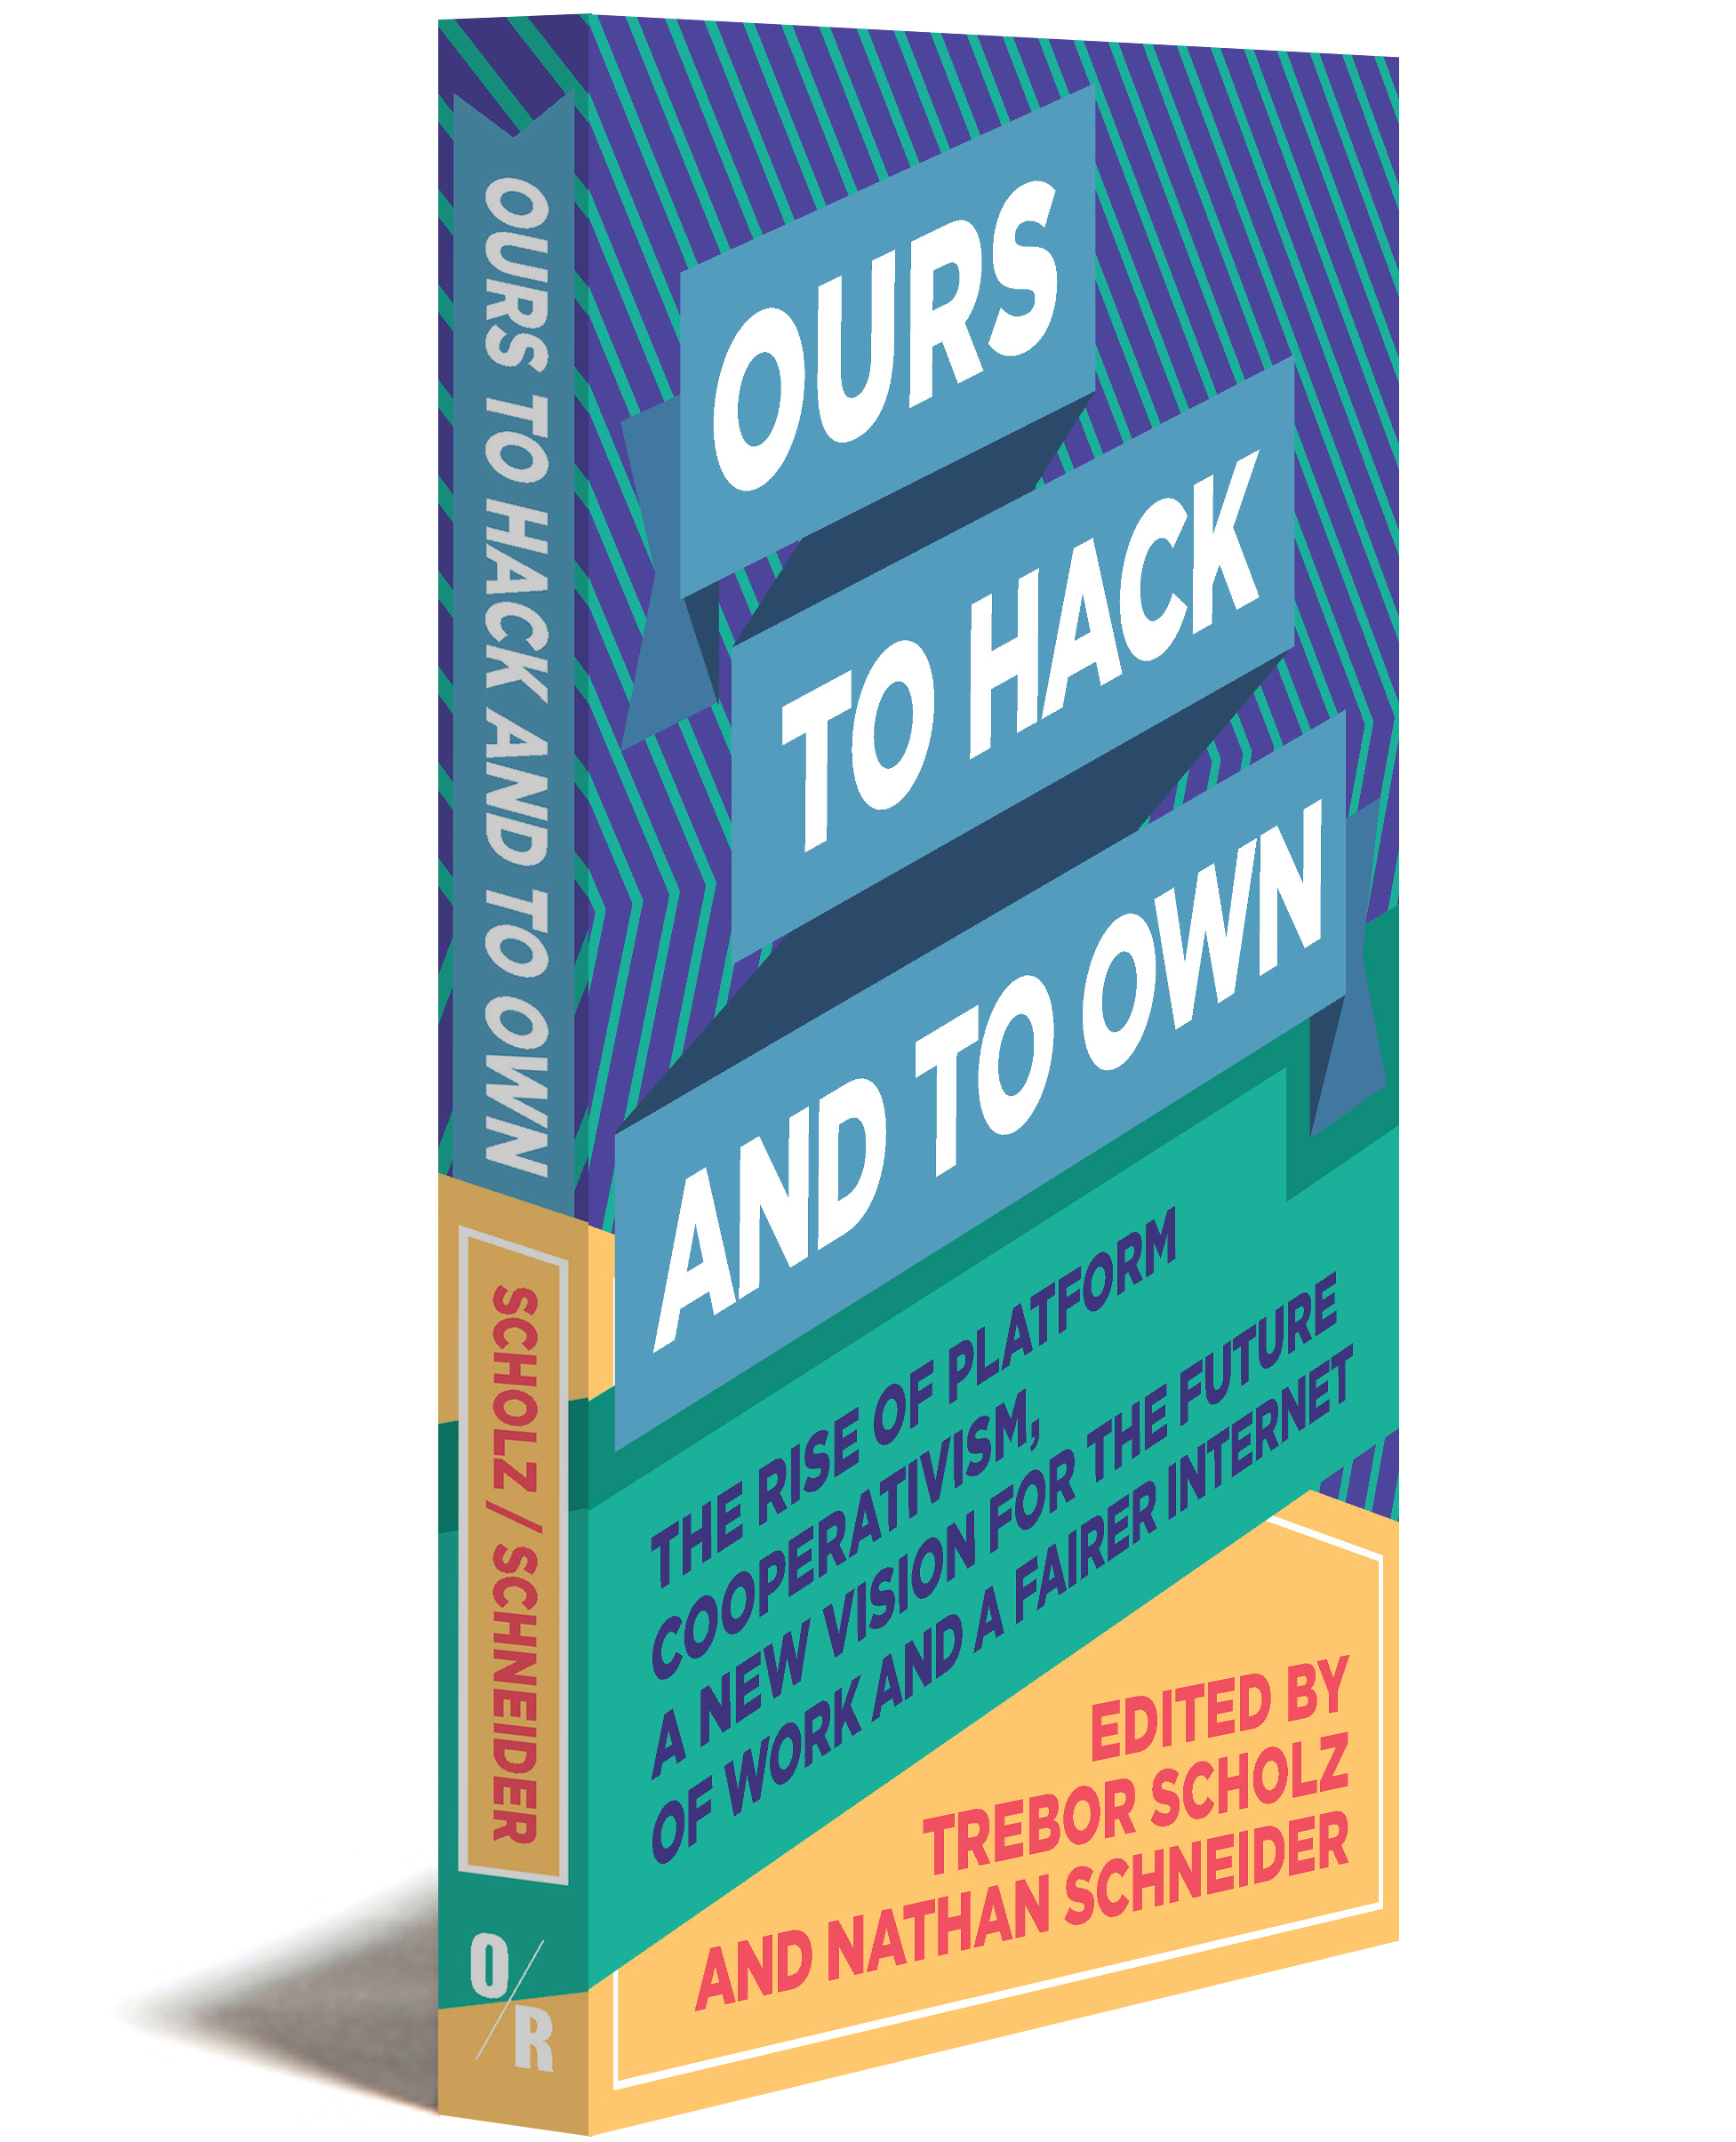 OURS TO HACK AND TO OWN
SCHOLZ // SCHNEIDER
O/R
OURS
TO HACK
AND TO OWN
THE RISE OF PLATFORM
COOPERATIVISM,
A NEW VISION FOR THE FUTURE
OF WORK AND A FAIRER INTERNET
EDITED BY
TREBOR SCHOLZ
AND NATHAN SCHNEIDER